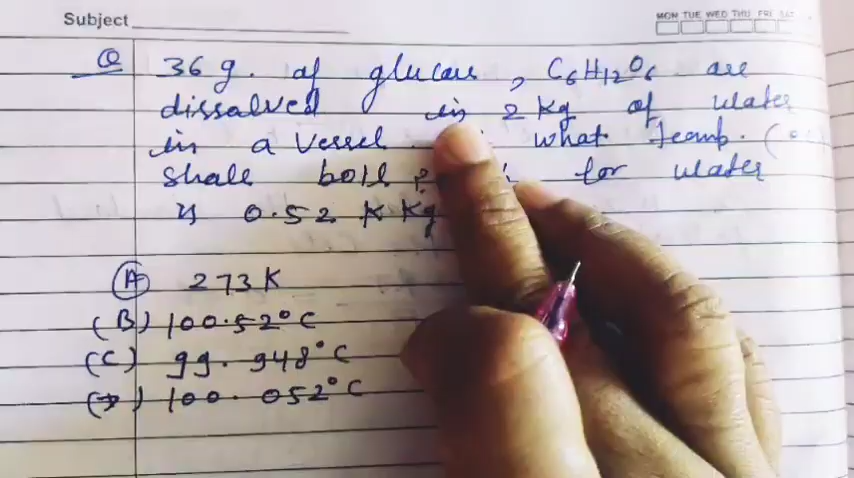 Subject
MON TUE WED THU FRI SAT
Q 36 g. of glucose, C6H12O6 are
dissolved in 2 Kg of water
in a vessel. what temp. (
shall boil for water
is 0.52 K Kg
(A) 273 K
(B) 100.52°C
(C) 99.948°C
100.052°C